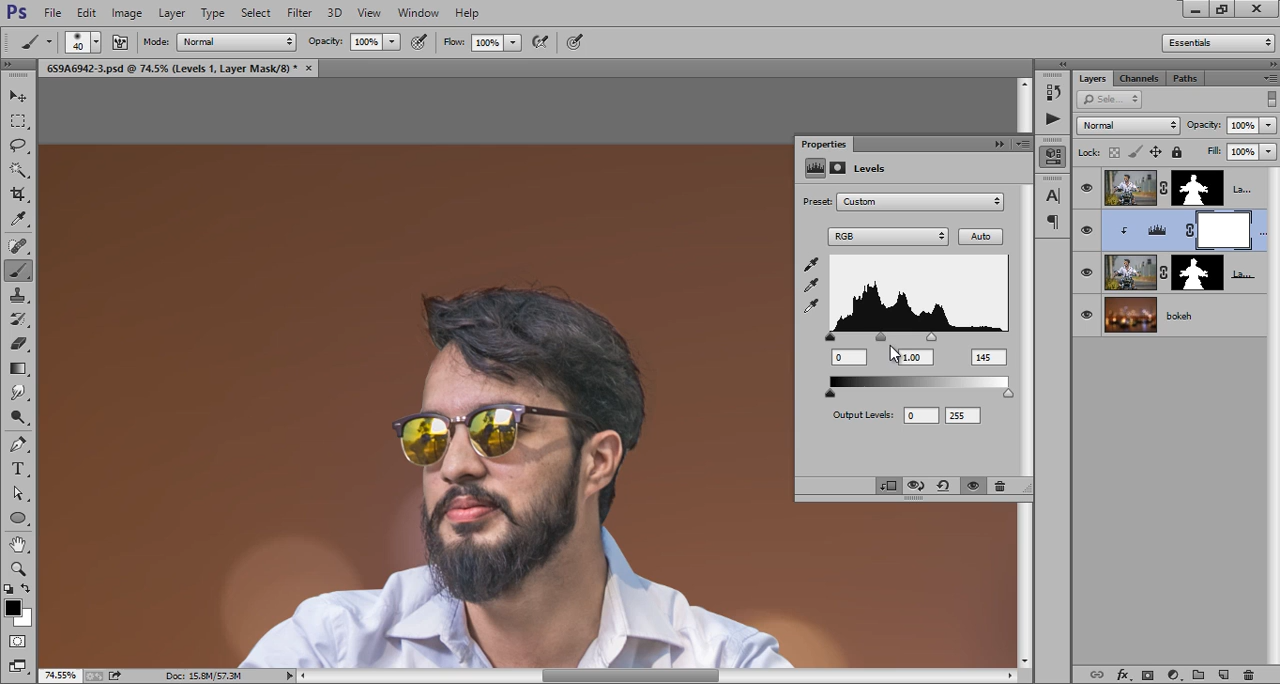 Ps File Edit Image Layer Type Select Filter 3D View Window Help
40 Mode: Normal Opacity: 100% Flow: 100% Essentials
6S9A6942-3.psd @ 74.5% (Levels 1, Layer Mask/8) * ×
Layers Channels Paths
Sele...
Normal Opacity: 100%
Lock: Fill: 100%
La...
...
La...
bokeh
Properties
Levels
Preset: Custom
RGB Auto
0 1.00 145
Output Levels: 0 255
74.55% Doc: 15.8M/57.3M